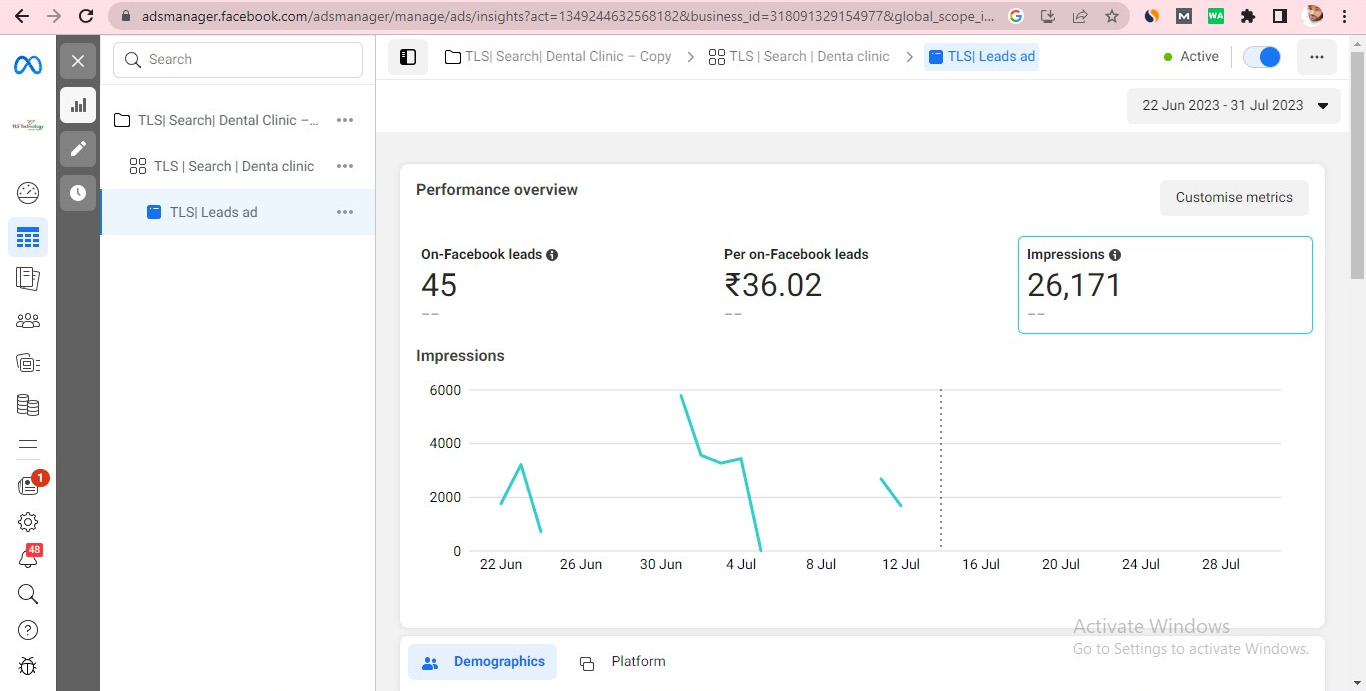 adsmanager.facebook.com/adsmanager/manage/ads/insights?act=1349244632568182&business_id=318091329154977&global_scope_i...
G
M
WA
Search
TLS| Search| Dental Clinic – Copy > TLS | Search | Denta clinic > TLS| Leads ad
Active
TLS Technology
22 Jun 2023 - 31 Jul 2023
TLS| Search| Dental Clinic –...
TLS | Search | Denta clinic
TLS| Leads ad
1
48
?
Performance overview
Customise metrics
On-Facebook leads
45
--
Per on-Facebook leads
₹36.02
--
Impressions
26,171
--
Impressions
6000
4000
2000
0
22 Jun 26 Jun 30 Jun 4 Jul 8 Jul 12 Jul 16 Jul 20 Jul 24 Jul 28 Jul
Demographics
Platform
Activate Windows
Go to Settings to activate Windows.